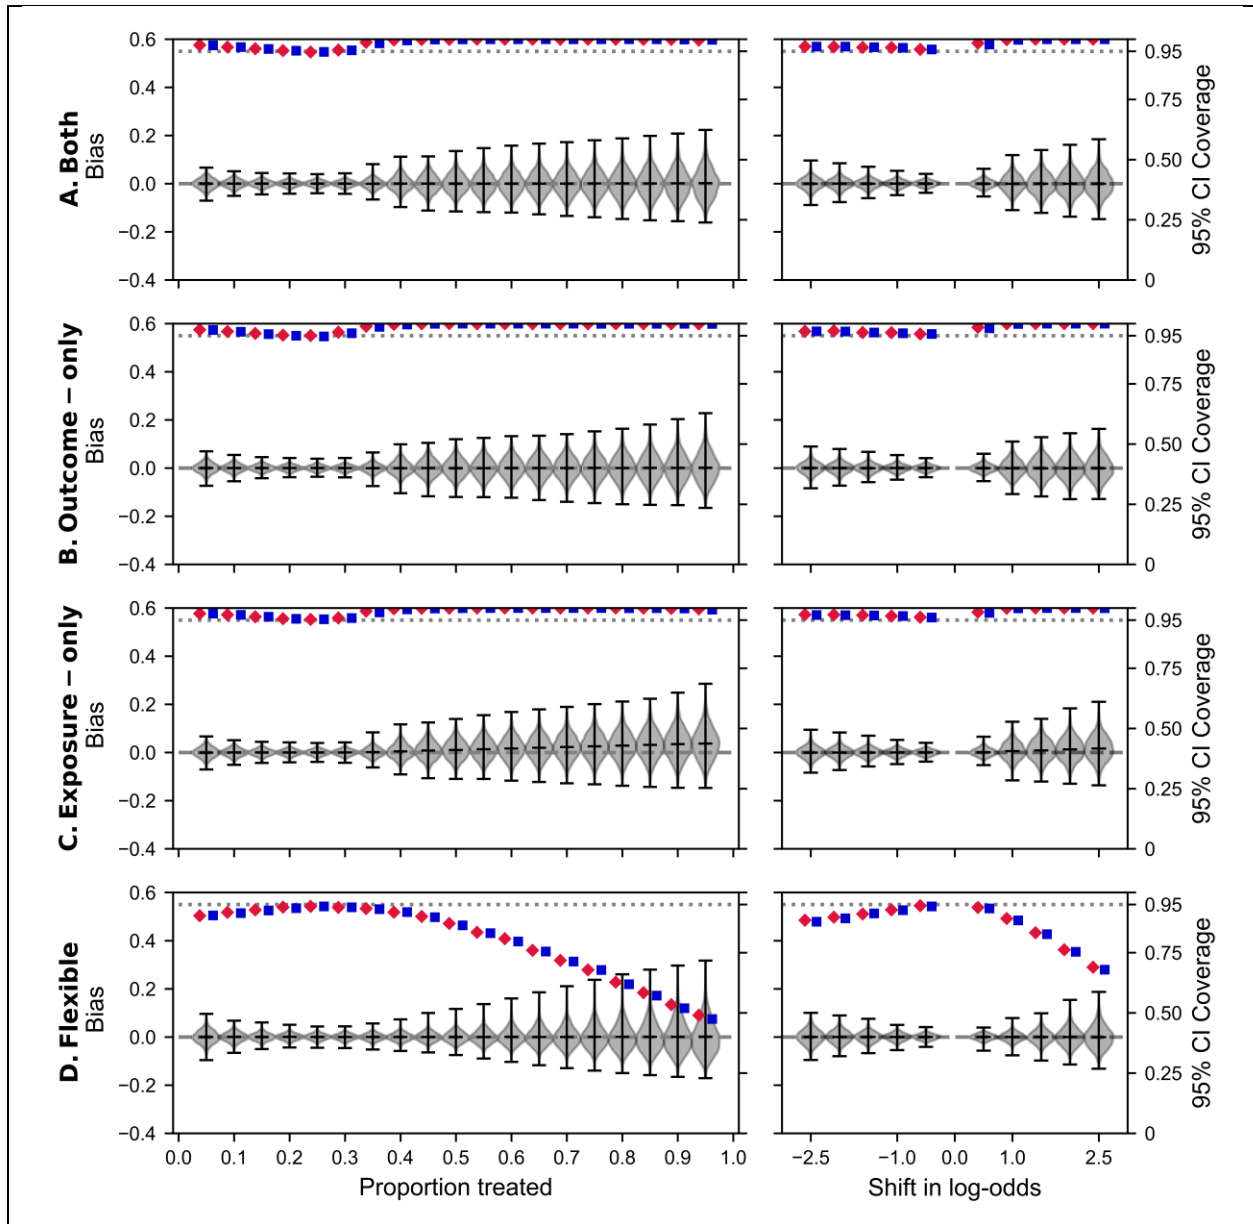 A. Both
Bias
0.6
0.4
0.2
0.0
−0.2
−0.4
0.95
0.75
0.50
0.25
0
95% CI Coverage
B. Outcome − only
Bias
0.6
0.4
0.2
0.0
−0.2
−0.4
0.95
0.75
0.50
0.25
0
95% CI Coverage
C. Exposure − only
Bias
0.6
0.4
0.2
0.0
−0.2
−0.4
0.95
0.75
0.50
0.25
0
95% CI Coverage
D. Flexible
Bias
0.6
0.4
0.2
0.0
−0.2
−0.4
0.95
0.75
0.50
0.25
0
95% CI Coverage
0.0 0.1 0.2 0.3 0.4 0.5 0.6 0.7 0.8 0.9 1.0
Proportion treated
−2.5 −1.0 0.0 1.0 2.5
Shift in log-odds